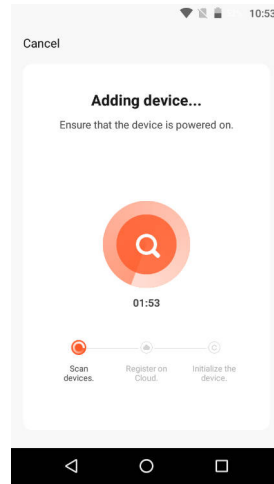 10:53
Cancel
Adding device...
Ensure that the device is powered on.
01:53
Scan
devices.
Register on
Cloud.
Initialize the
device.